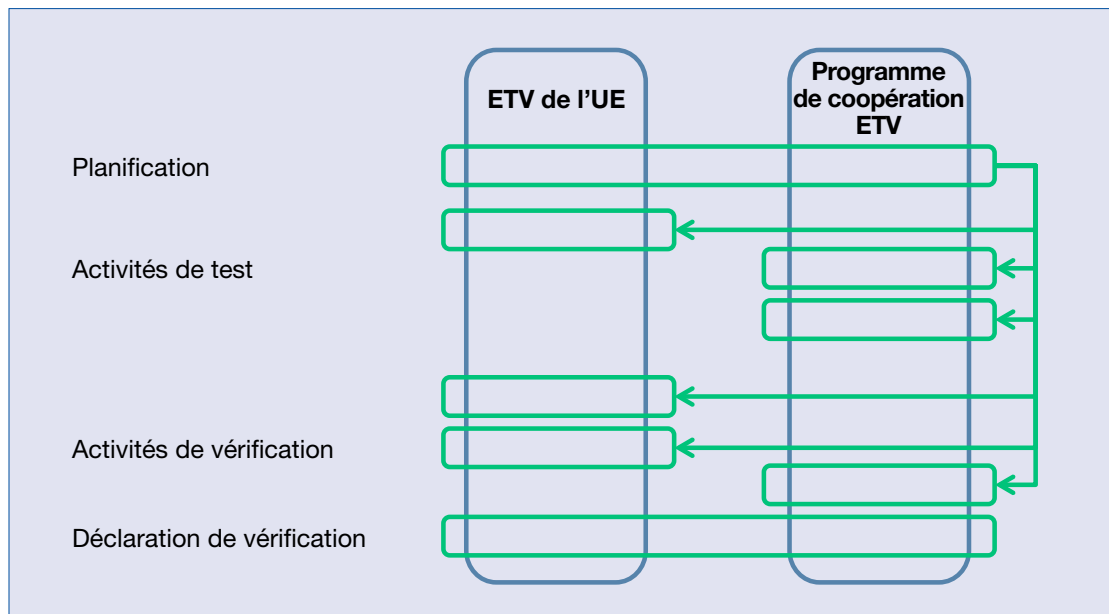 ETV de l’UE
Programme
de coopération
ETV
Planification
Activités de test
Activités de vérification
Déclaration de vérification